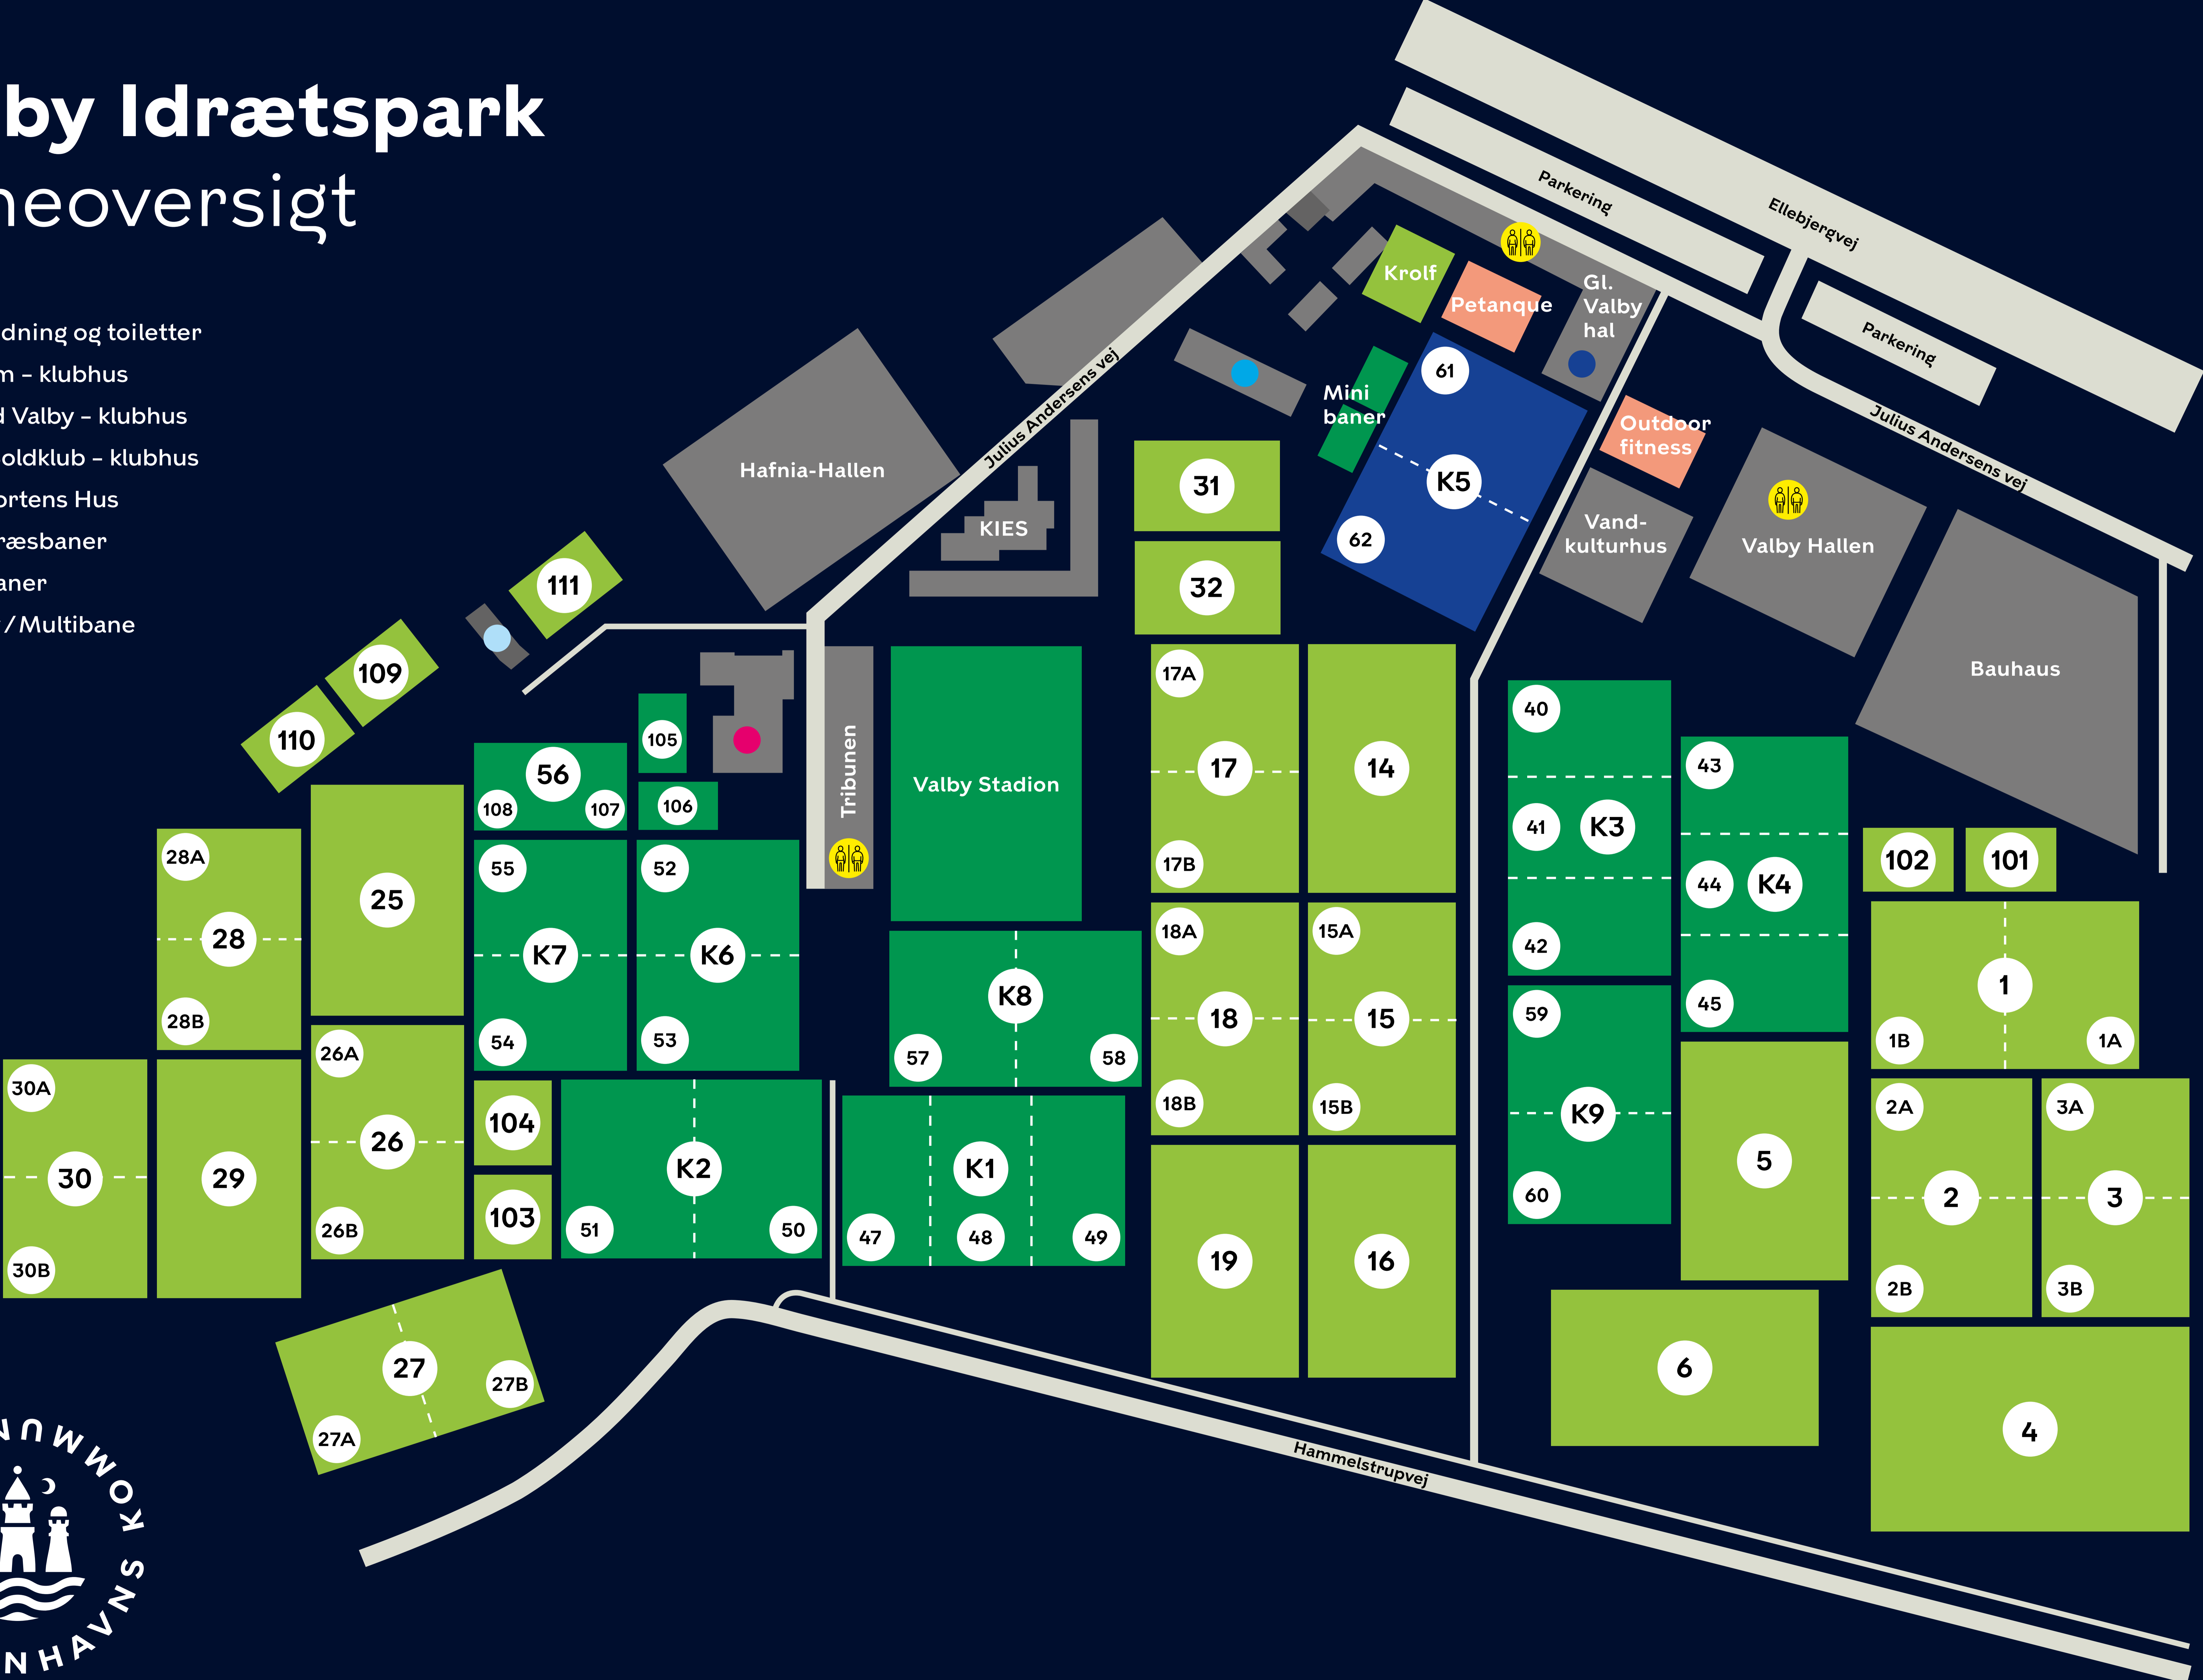 by Idrætspark
neoversigt
dning og toiletter
m – klubhus
d Valby – klubhus
oldklub – klubhus
ortens Hus
ræsbaner
aner
/ Multibane
Parkering
Ellebjergvej
Parkering
Julius Andersens vej
Julius Andersens vej
Krolf
Petanque
Gl.
Valby
hal
Mini
baner
61
K5
62
Outdoor
fitness
Vand-
kulturhus
Valby Hallen
Bauhaus
Hafnia-Hallen
KIES
31
32
111
109
110
105
106
56
108
107
Tribunen
Valby Stadion
17A
17
17B
14
40
41
K3
42
43
44
K4
45
102
101
28A
28
28B
25
55
K7
54
52
K6
53
K8
57
58
18A
18
18B
15A
15
15B
59
K9
60
1
1B
1A
30A
30
30B
29
26A
26
26B
104
103
K2
51
50
K1
47
48
49
19
16
5
2A
2
2B
3A
3
3B
27
27A
27B
6
4
Hammelstrupvej
NHAVNS KOMMUN